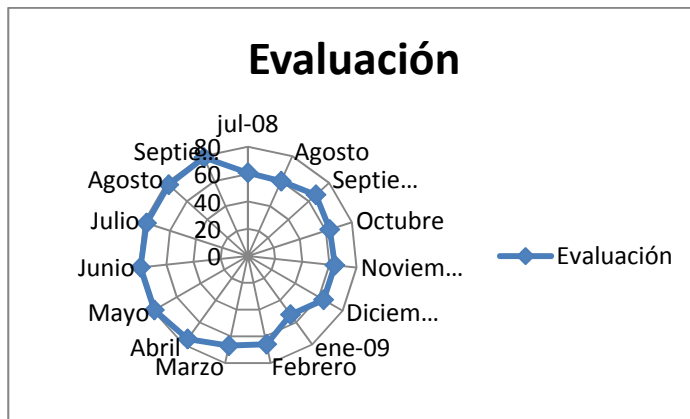 Evaluación
jul-08
Agosto
Septie...
Octubre
Noviem...
Diciem...
ene-09
Febrero
Marzo
Abril
Mayo
Junio
Julio
Agosto
Septie...
80
60
40
20
0
Evaluación